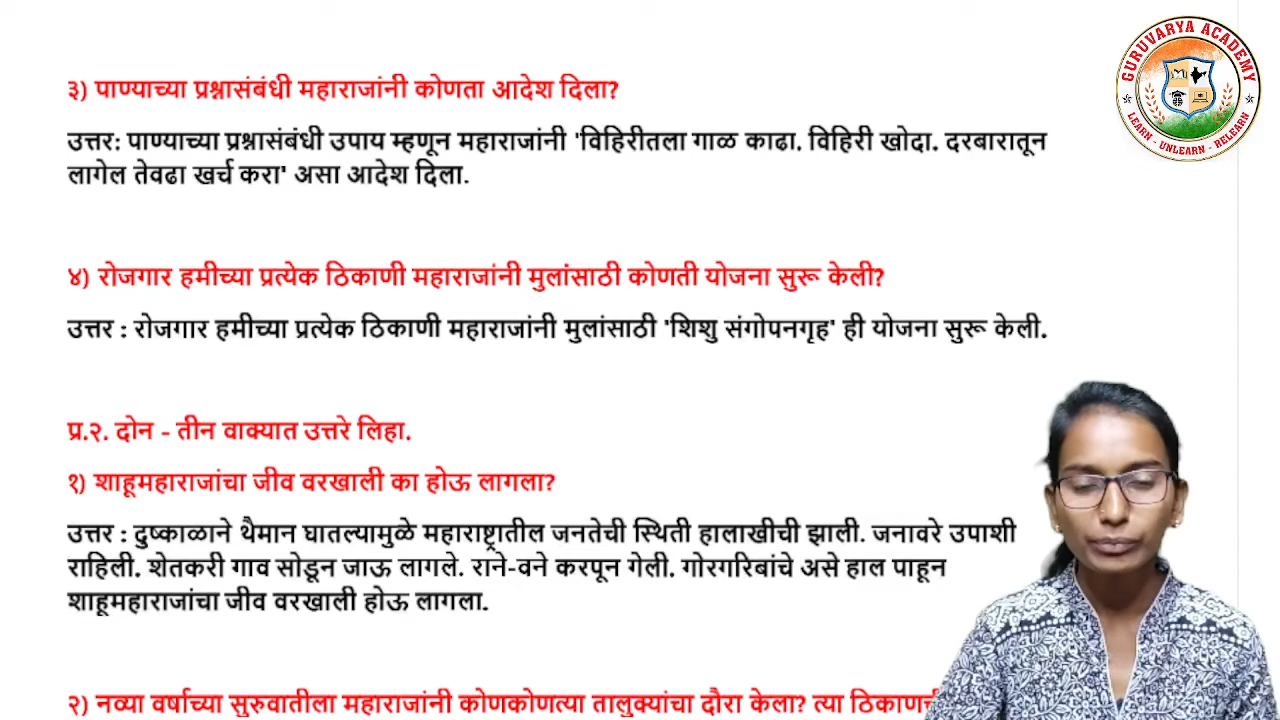 GURUVARYA ACADEMY
LEARN - UNLEARN - RELEARN
३) पाण्याच्या प्रश्नासंबंधी महाराजांनी कोणता आदेश दिला?
उत्तर: पाण्याच्या प्रश्नासंबंधी उपाय म्हणून महाराजांनी 'विहिरीतला गाळ काढा. विहिरी खोदा. दरबारातून
लागेल तेवढा खर्च करा' असा आदेश दिला.
४) रोजगार हमीच्या प्रत्येक ठिकाणी महाराजांनी मुलांसाठी कोणती योजना सुरू केली?
उत्तर : रोजगार हमीच्या प्रत्येक ठिकाणी महाराजांनी मुलांसाठी 'शिशु संगोपनगृह' ही योजना सुरू केली.
प्र.२. दोन - तीन वाक्यात उत्तरे लिहा.
१) शाहूमहाराजांचा जीव वरखाली का होऊ लागला?
उत्तर : दुष्काळाने थैमान घातल्यामुळे महाराष्ट्रातील जनतेची स्थिती हालाखीची झाली. जनावरे उपाशी
राहिली. शेतकरी गाव सोडून जाऊ लागले. राने-वने करपून गेली. गोरगरिबांचे असे हाल पाहून
शाहूमहाराजांचा जीव वरखाली होऊ लागला.
२) नव्या वर्षाच्या सुरुवातीला महाराजांनी कोणकोणत्या तालुक्यांचा दौरा केला? त्या